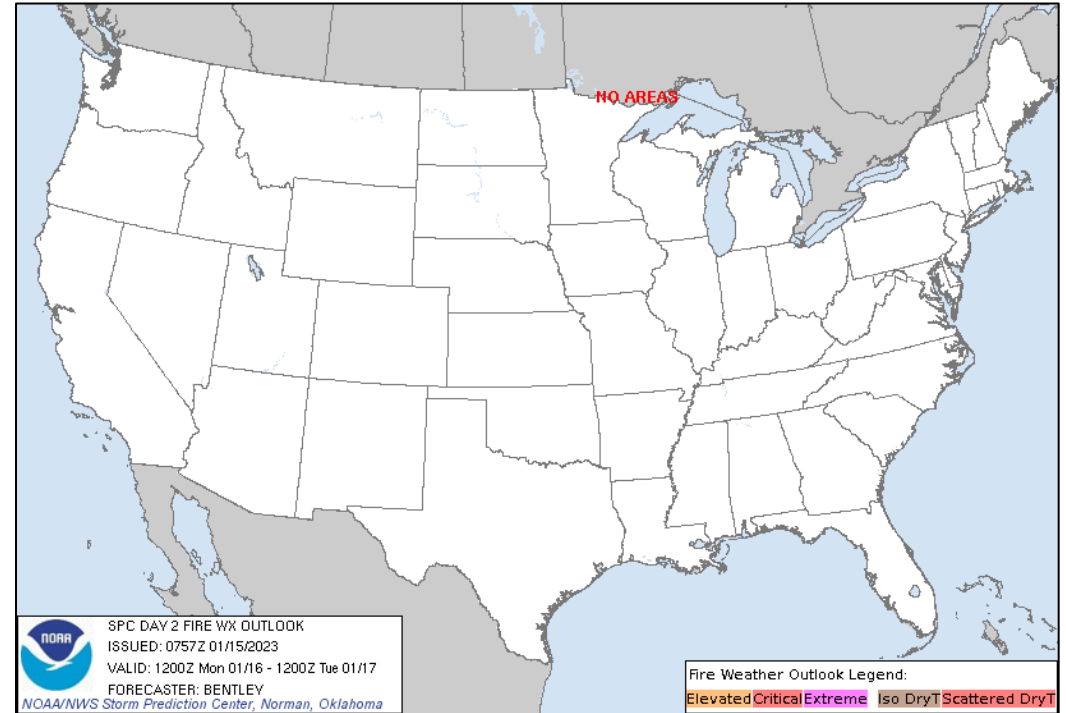 NO AREAS
NOAA
SPC DAY 2 FIRE WX OUTLOOK
ISSUED: 0757Z 01/15/2023
VALID: 1200Z Mon 01/16 - 1200Z Tue 01/17
FORECASTER: BENTLEY
NOAA/NWS Storm Prediction Center, Norman, Oklahoma
Fire Weather Outlook Legend:
Elevated Critical Extreme Iso DryT Scattered DryT